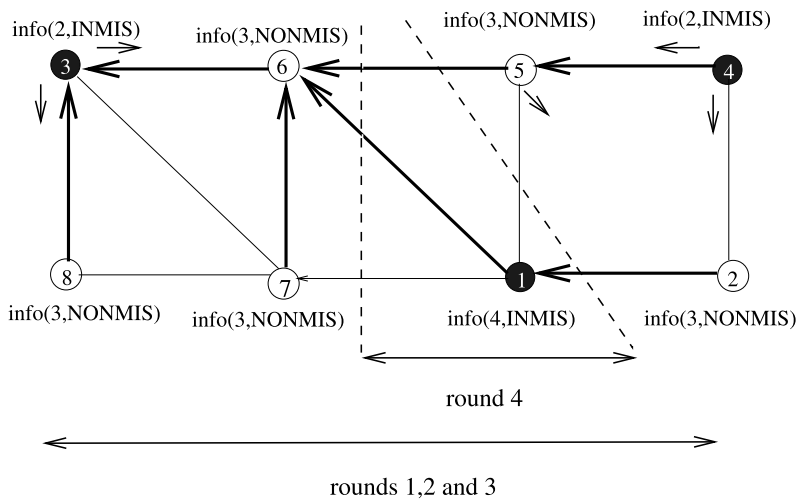 info(2,INMIS)
info(3,NONMIS)
info(3,NONMIS)
info(2,INMIS)
3
6
5
4
8
7
1
2
info(3,NONMIS)
info(3,NONMIS)
info(4,INMIS)
info(3,NONMIS)
round 4
rounds 1,2 and 3